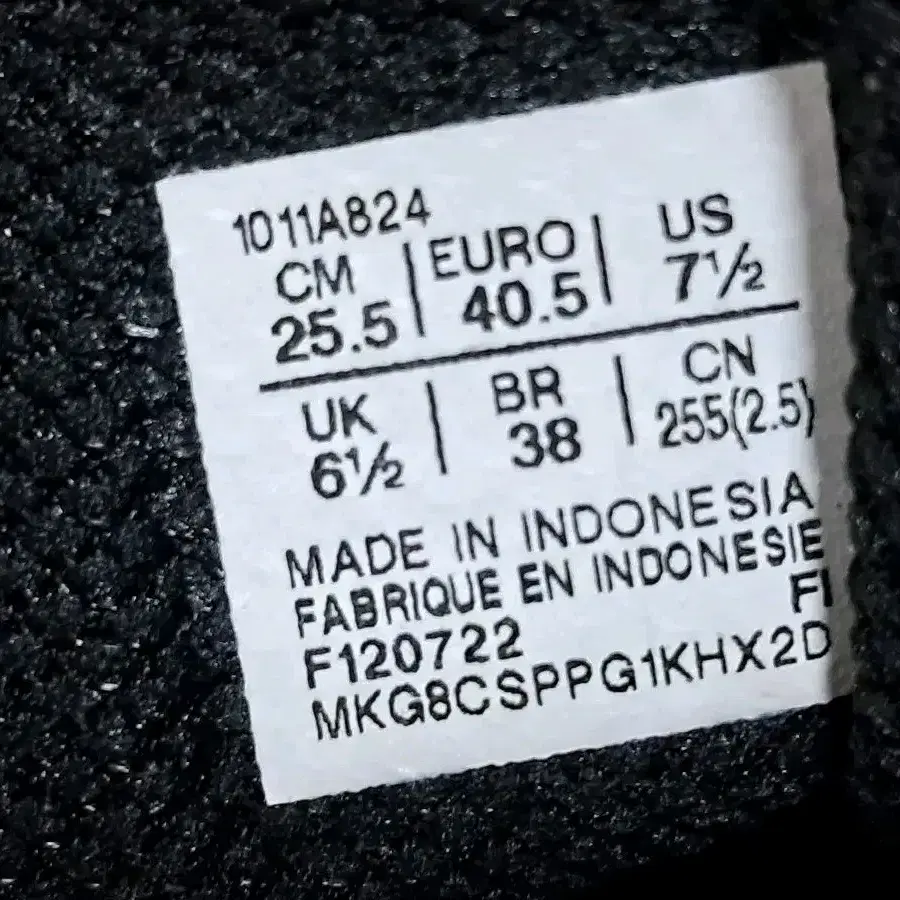 1011A824
CM | EURO | US
25.5 | 40.5 | 7½
UK | BR | CN
6½ | 38 | 255(2.5)
MADE IN INDONESIA
FABRIQUE EN INDONESIE
FI
F120722
MKG8CSPPG1KHX2D